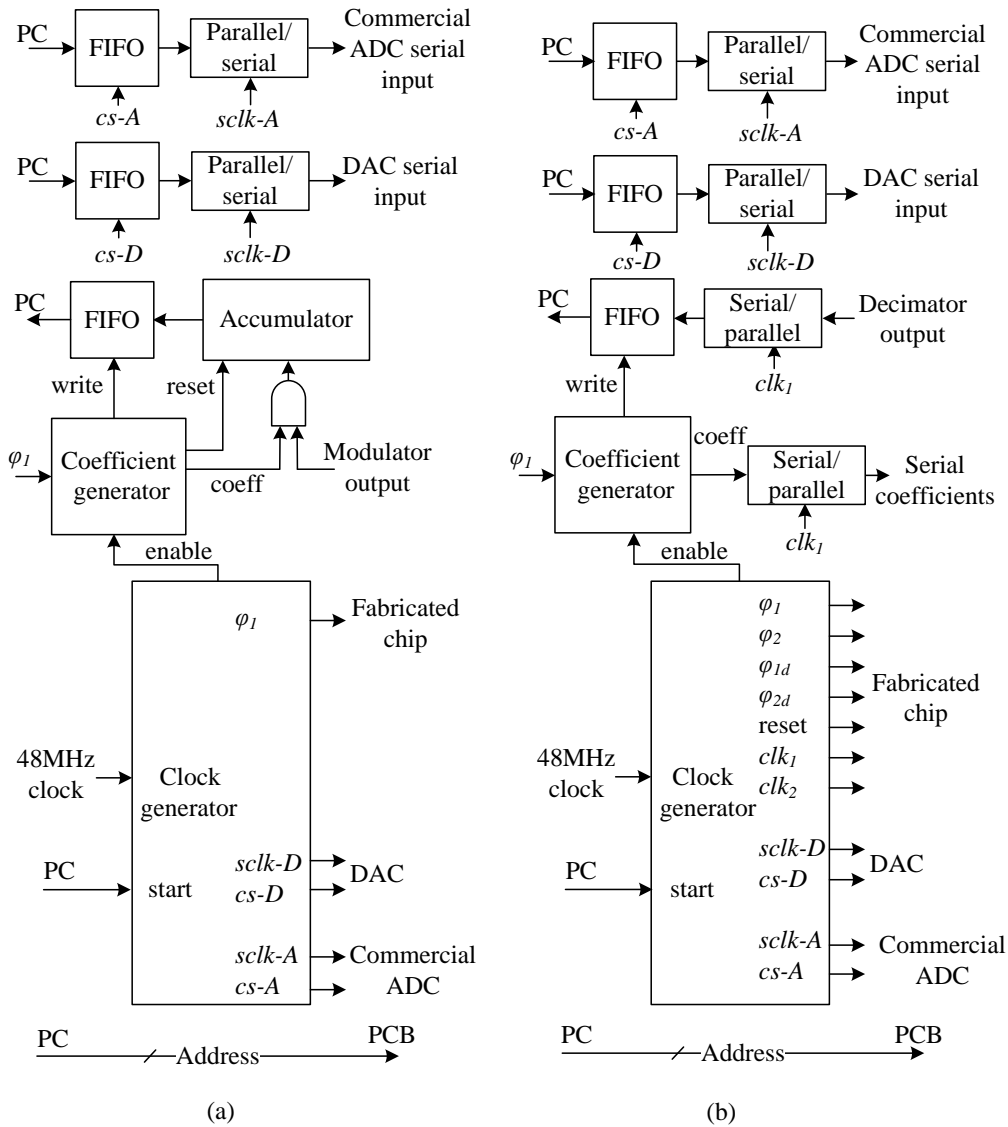 PC
FIFO
Parallel/
serial
Commercial
ADC serial
input
cs-A
sclk-A
PC
FIFO
Parallel/
serial
DAC serial
input
cs-D
sclk-D
PC
FIFO
Accumulator
write
reset
φ1
Coefficient
generator
coeff
Modulator
output
enable
φ1
Fabricated
chip
48MHz
clock
Clock
generator
PC
start
sclk-D
cs-D
DAC
sclk-A
cs-A
Commercial
ADC
PC
Address
PCB
(a)
PC
FIFO
Parallel/
serial
Commercial
ADC serial
input
cs-A
sclk-A
PC
FIFO
Parallel/
serial
DAC serial
input
cs-D
sclk-D
PC
FIFO
Serial/
parallel
Decimator
output
write
clk1
φ1
Coefficient
generator
coeff
Serial/
parallel
Serial
coefficients
clk1
enable
φ1
φ2
φ1d
φ2d
reset
clk1
clk2
Fabricated
chip
48MHz
clock
Clock
generator
PC
start
sclk-D
cs-D
DAC
sclk-A
cs-A
Commercial
ADC
PC
Address
PCB
(b)